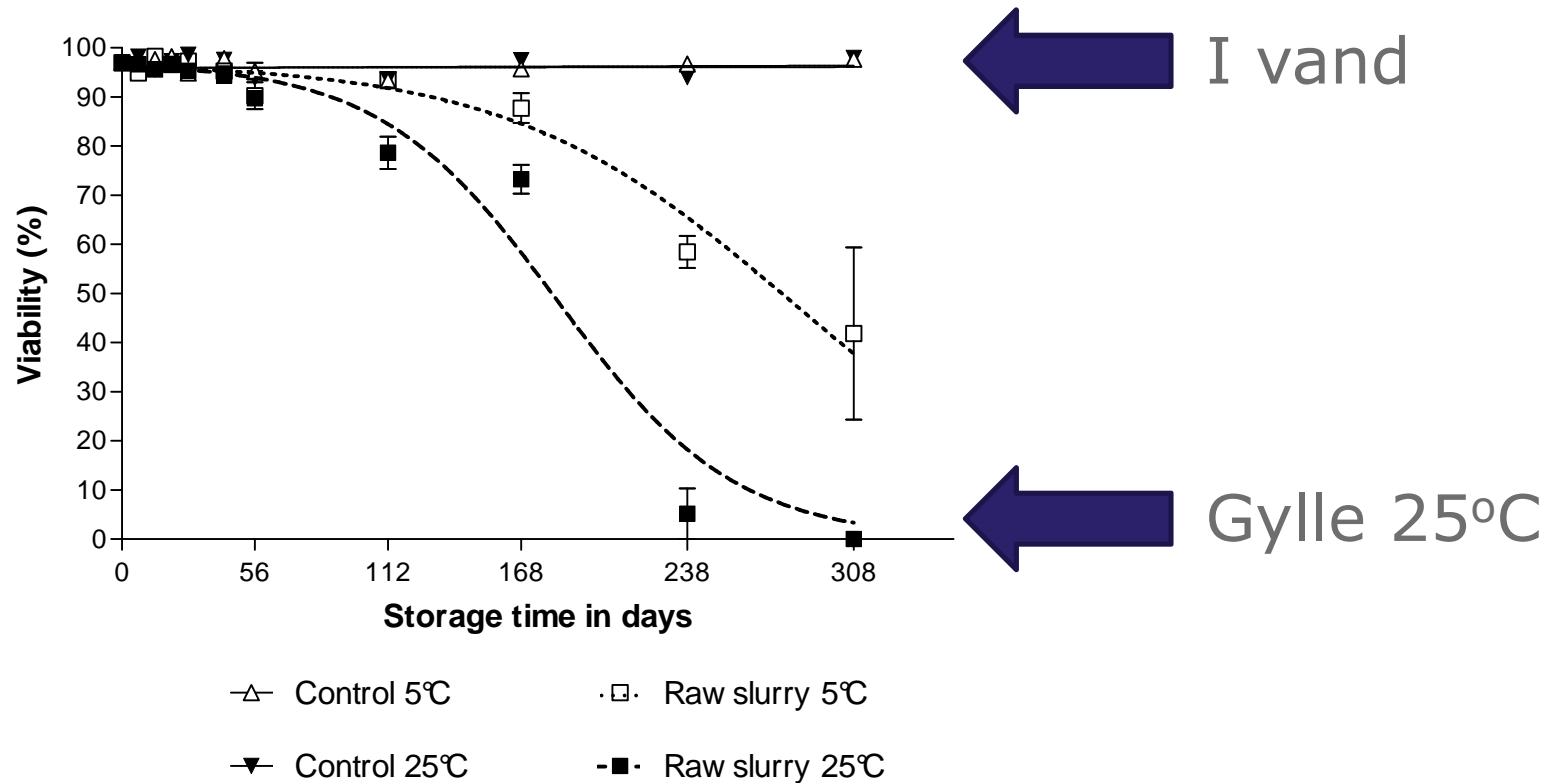 100
90
80
70
60
50
40
30
20
10
0
Viability (%)
0 56 112 168 238 308
Storage time in days
Control 5°C Raw slurry 5°C
Control 25°C Raw slurry 25°C
I vand
Gylle 25°C